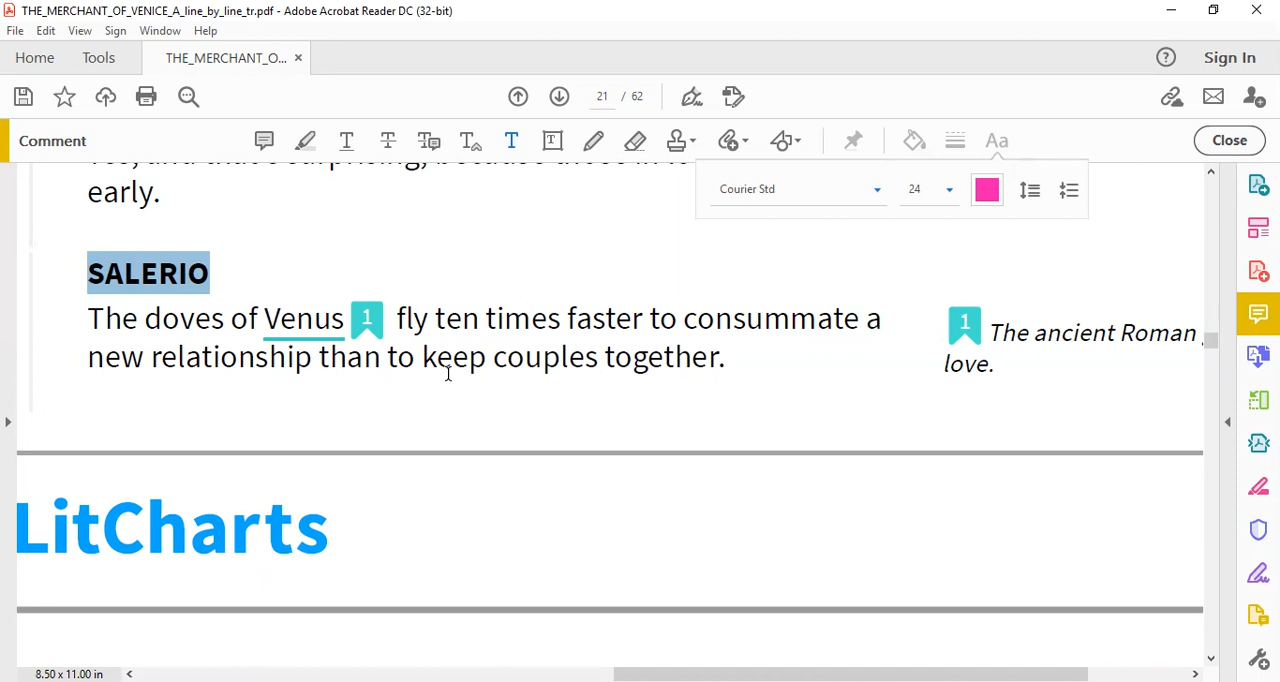 THE_MERCHANT_OF_VENICE_A_line_by_line_tr.pdf - Adobe Acrobat Reader DC (32-bit)
File Edit View Sign Window Help
Home Tools THE_MERCHANT_O... × Sign In
21 / 62
Comment Close
early.
Courier Std 24
SALERIO
The doves of Venus 1 fly ten times faster to consummate a
new relationship than to keep couples together.
1 The ancient Roman
love.
LitCharts
8.50 x 11.00 in